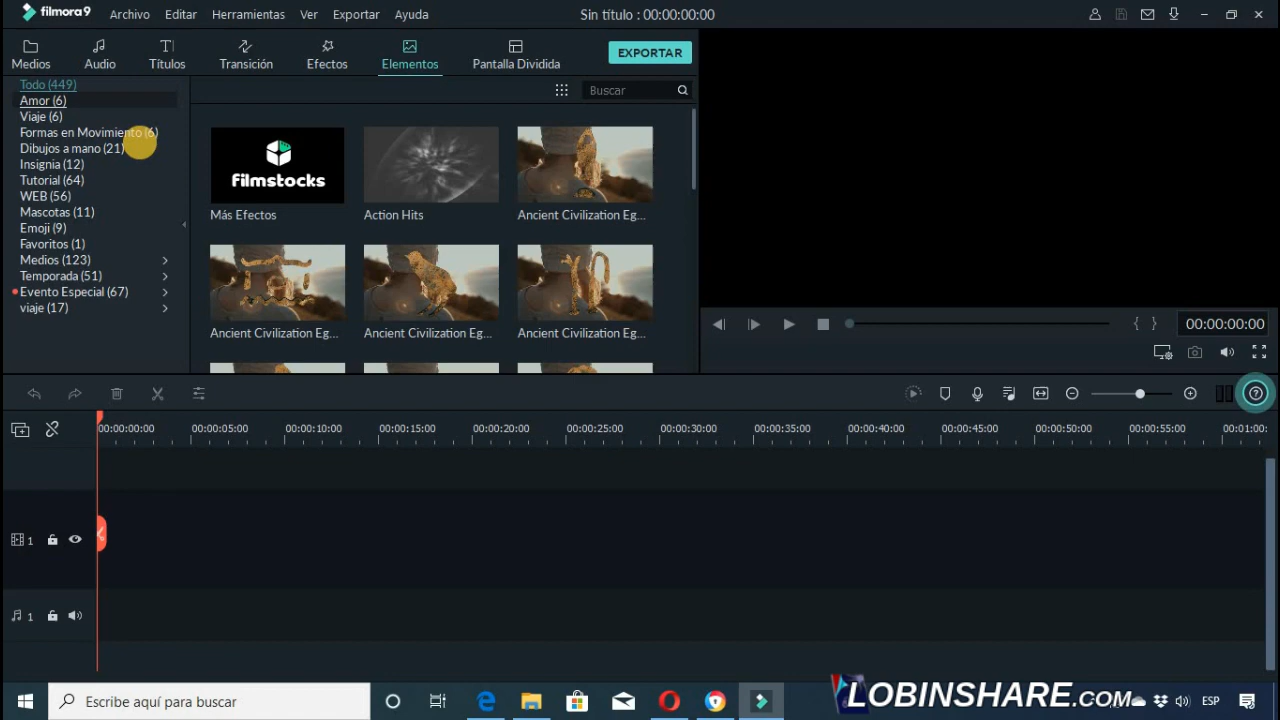 filmora9 Archivo Editar Herramientas Ver Exportar Ayuda Sin título : 00:00:00:00
Medios Audio Títulos Transición Efectos Elementos Pantalla Dividida EXPORTAR
Todo (449)
Amor (6)
Viaje (6)
Formas en Movimiento (6)
Dibujos a mano (21)
Insignia (12)
Tutorial (64)
WEB (56)
Mascotas (11)
Emoji (9)
Favoritos (1)
Medios (123)
Temporada (51)
Evento Especial (67)
viaje (17)
Buscar
filmstocks
Más Efectos Action Hits Ancient Civilization Eg...
Ancient Civilization Eg... Ancient Civilization Eg... Ancient Civilization Eg...
{ } 00:00:00:00
00:00:00:00 00:00:05:00 00:00:10:00 00:00:15:00 00:00:20:00 00:00:25:00 00:00:30:00 00:00:35:00 00:00:40:00 00:00:45:00 00:00:50:00 00:00:55:00 00:01:00:
1
1
Escribe aquí para buscar
LOBINSHARE.COM
ESP